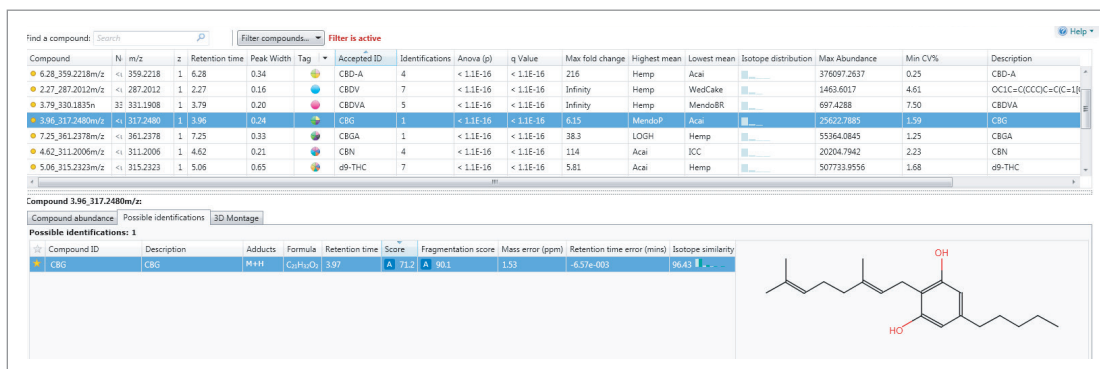 Find a compound: Search Filter compounds... Filter is active Help
Compound m/z z Retention time Peak Width Tag Accepted ID Identifications Anova (p) q Value Max fold change Highest mean Lowest mean Isotope distribution Max Abundance Min CV% Description
6.28_359.2218m/z 359.2218 1 6.28 0.34 CBD-A 4 < 1.1E-16 < 1.1E-16 216 Hemp Acai 376097.2637 0.25 CBD-A
2.27_287.2012m/z 287.2012 1 2.27 0.16 CBDV 7 < 1.1E-16 < 1.1E-16 Infinity Hemp WedCake 1463.6017 4.61 OC1C=C(CCC)C=C(C=1[
3.79_330.1835n 33 331.1908 1 3.79 0.20 CBDVA 5 < 1.1E-16 < 1.1E-16 Infinity Hemp MendoBR 697.4288 7.50 CBDVA
3.96_317.2480m/z 317.2480 1 3.96 0.24 CBG 1 < 1.1E-16 < 1.1E-16 6.15 MendoP Acai 25622.7885 1.59 CBG
7.25_361.2378m/z 361.2378 1 7.25 0.33 CBGA 1 < 1.1E-16 < 1.1E-16 38.3 LOGH Hemp 55364.0845 1.25 CBGA
4.62_311.2006m/z 311.2006 1 4.62 0.21 CBN 4 < 1.1E-16 < 1.1E-16 114 Acai ICC 20204.7942 2.23 CBN
5.06_315.2323m/z 315.2323 1 5.06 0.65 d9-THC 7 < 1.1E-16 < 1.1E-16 5.81 Acai Hemp 507733.9556 1.68 d9-THC
Compound 3.96_317.2480m/z:
Compound abundance Possible identifications 3D Montage
Possible identifications: 1
Compound ID Description Adducts Formula Retention time Score Fragmentation score Mass error (ppm) Retention time error (mins) Isotope similarity
CBG CBG M+H C₂₁H₃₂O₂ 3.97 A 71.2 A 90.1 1.53 -6.57e-003 96.43
OH
HO